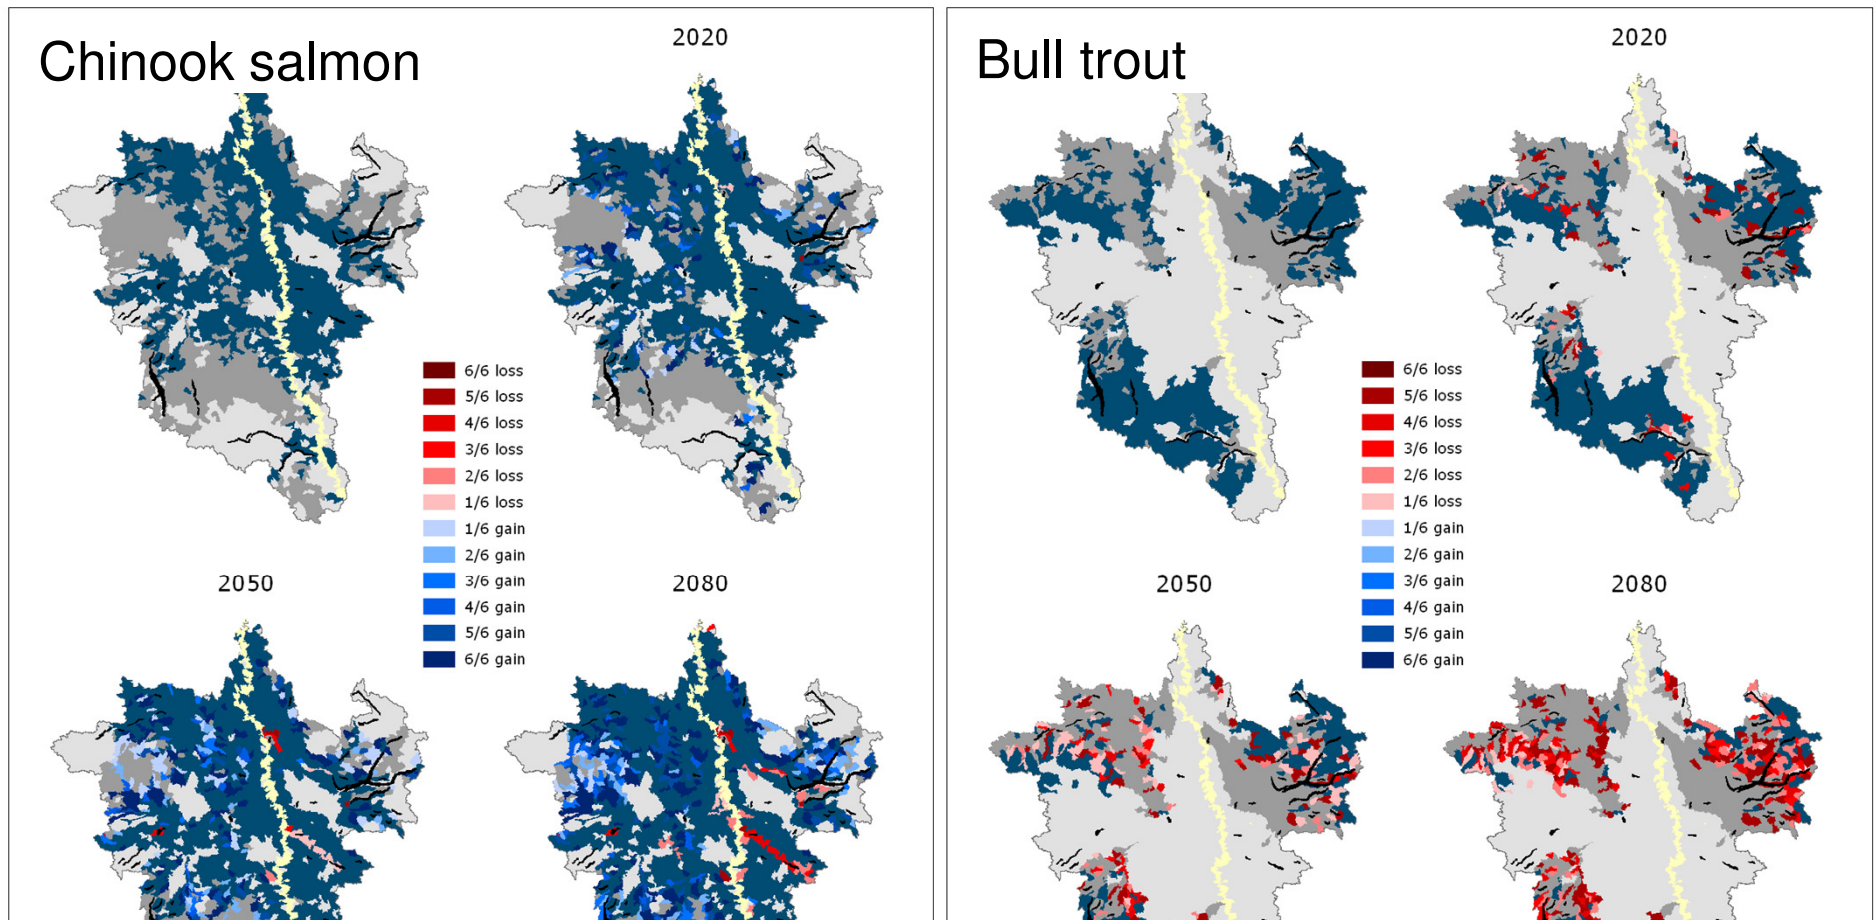 Chinook salmon
2020
6/6 loss
5/6 loss
4/6 loss
3/6 loss
2/6 loss
1/6 loss
1/6 gain
2/6 gain
3/6 gain
4/6 gain
5/6 gain
6/6 gain
2050
2080
Bull trout
2020
6/6 loss
5/6 loss
4/6 loss
3/6 loss
2/6 loss
1/6 loss
1/6 gain
2/6 gain
3/6 gain
4/6 gain
5/6 gain
6/6 gain
2050
2080